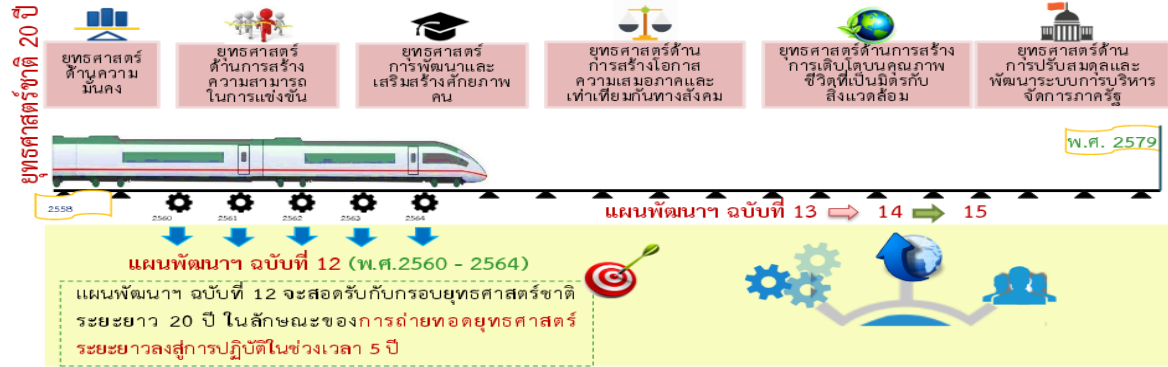 ยุทธศาสตร์ชาติ 20 ปี
ยุทธศาสตร์
ด้านความ
มั่นคง
ยุทธศาสตร์
ด้านการสร้าง
ความสามารถ
ในการแข่งขัน
ยุทธศาสตร์
การพัฒนาและ
เสริมสร้างศักยภาพ
คน
ยุทธศาสตร์ด้าน
การสร้างโอกาส
ความเสมอภาคและ
เท่าเทียมกันทางสังคม
ยุทธศาสตร์ด้านการสร้าง
การเติบโตบนคุณภาพ
ชีวิตที่เป็นมิตรกับ
สิ่งแวดล้อม
ยุทธศาสตร์ด้าน
การปรับสมดุลและ
พัฒนาระบบการบริหาร
จัดการภาครัฐ
พ.ศ. 2579
2558
2560
2561
2562
2563
2564
แผนพัฒนาฯ ฉบับที่ 13 14 15
แผนพัฒนาฯ ฉบับที่ 12 (พ.ศ.2560 - 2564)
แผนพัฒนาฯ ฉบับที่ 12 จะสอดรับกับกรอบยุทธศาสตร์ชาติ
ระยะยาว 20 ปี ในลักษณะของการถ่ายทอดยุทธศาสตร์
ระยะยาวลงสู่การปฏิบัติในช่วงเวลา 5 ปี